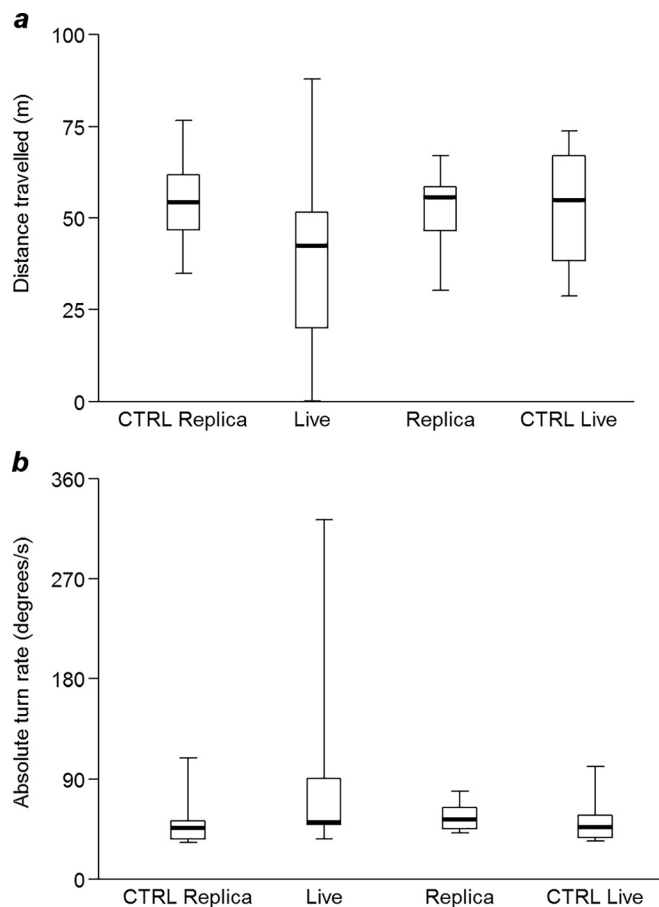 a
Distance travelled (m)
100
75
50
25
0
CTRL Replica Live Replica CTRL Live
b
Absolute turn rate (degrees/s)
360
270
180
90
0
CTRL Replica Live Replica CTRL Live